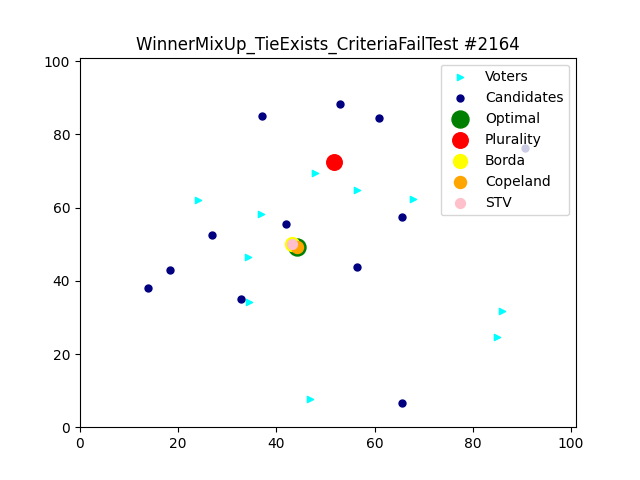 WinnerMixUp_TieExists_CriteriaFailTest #2164
Voters
Candidates
Optimal
Plurality
Borda
Copeland
STV
100
80
60
40
20
0
0 20 40 60 80 100